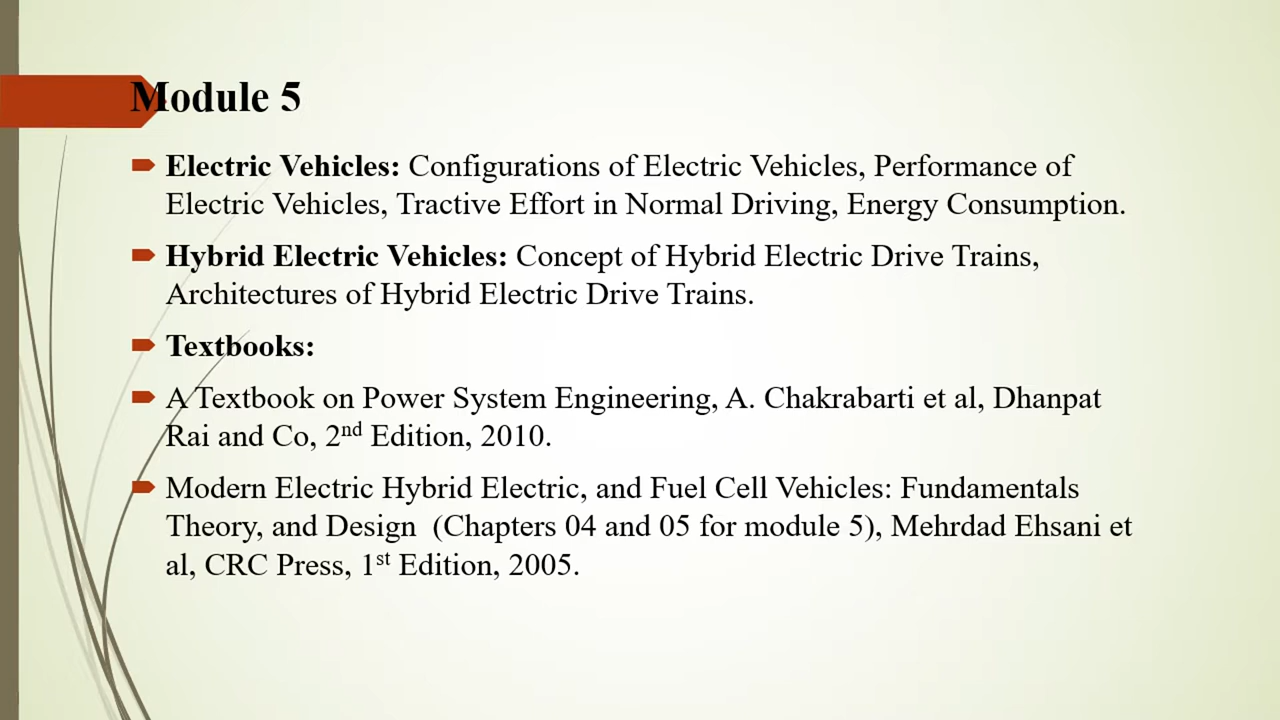 Module 5
Electric Vehicles: Configurations of Electric Vehicles, Performance of
Electric Vehicles, Tractive Effort in Normal Driving, Energy Consumption.
Hybrid Electric Vehicles: Concept of Hybrid Electric Drive Trains,
Architectures of Hybrid Electric Drive Trains.
Textbooks:
A Textbook on Power System Engineering, A. Chakrabarti et al, Dhanpat
Rai and Co, 2nd Edition, 2010.
Modern Electric Hybrid Electric, and Fuel Cell Vehicles: Fundamentals
Theory, and Design (Chapters 04 and 05 for module 5), Mehrdad Ehsani et
al, CRC Press, 1st Edition, 2005.